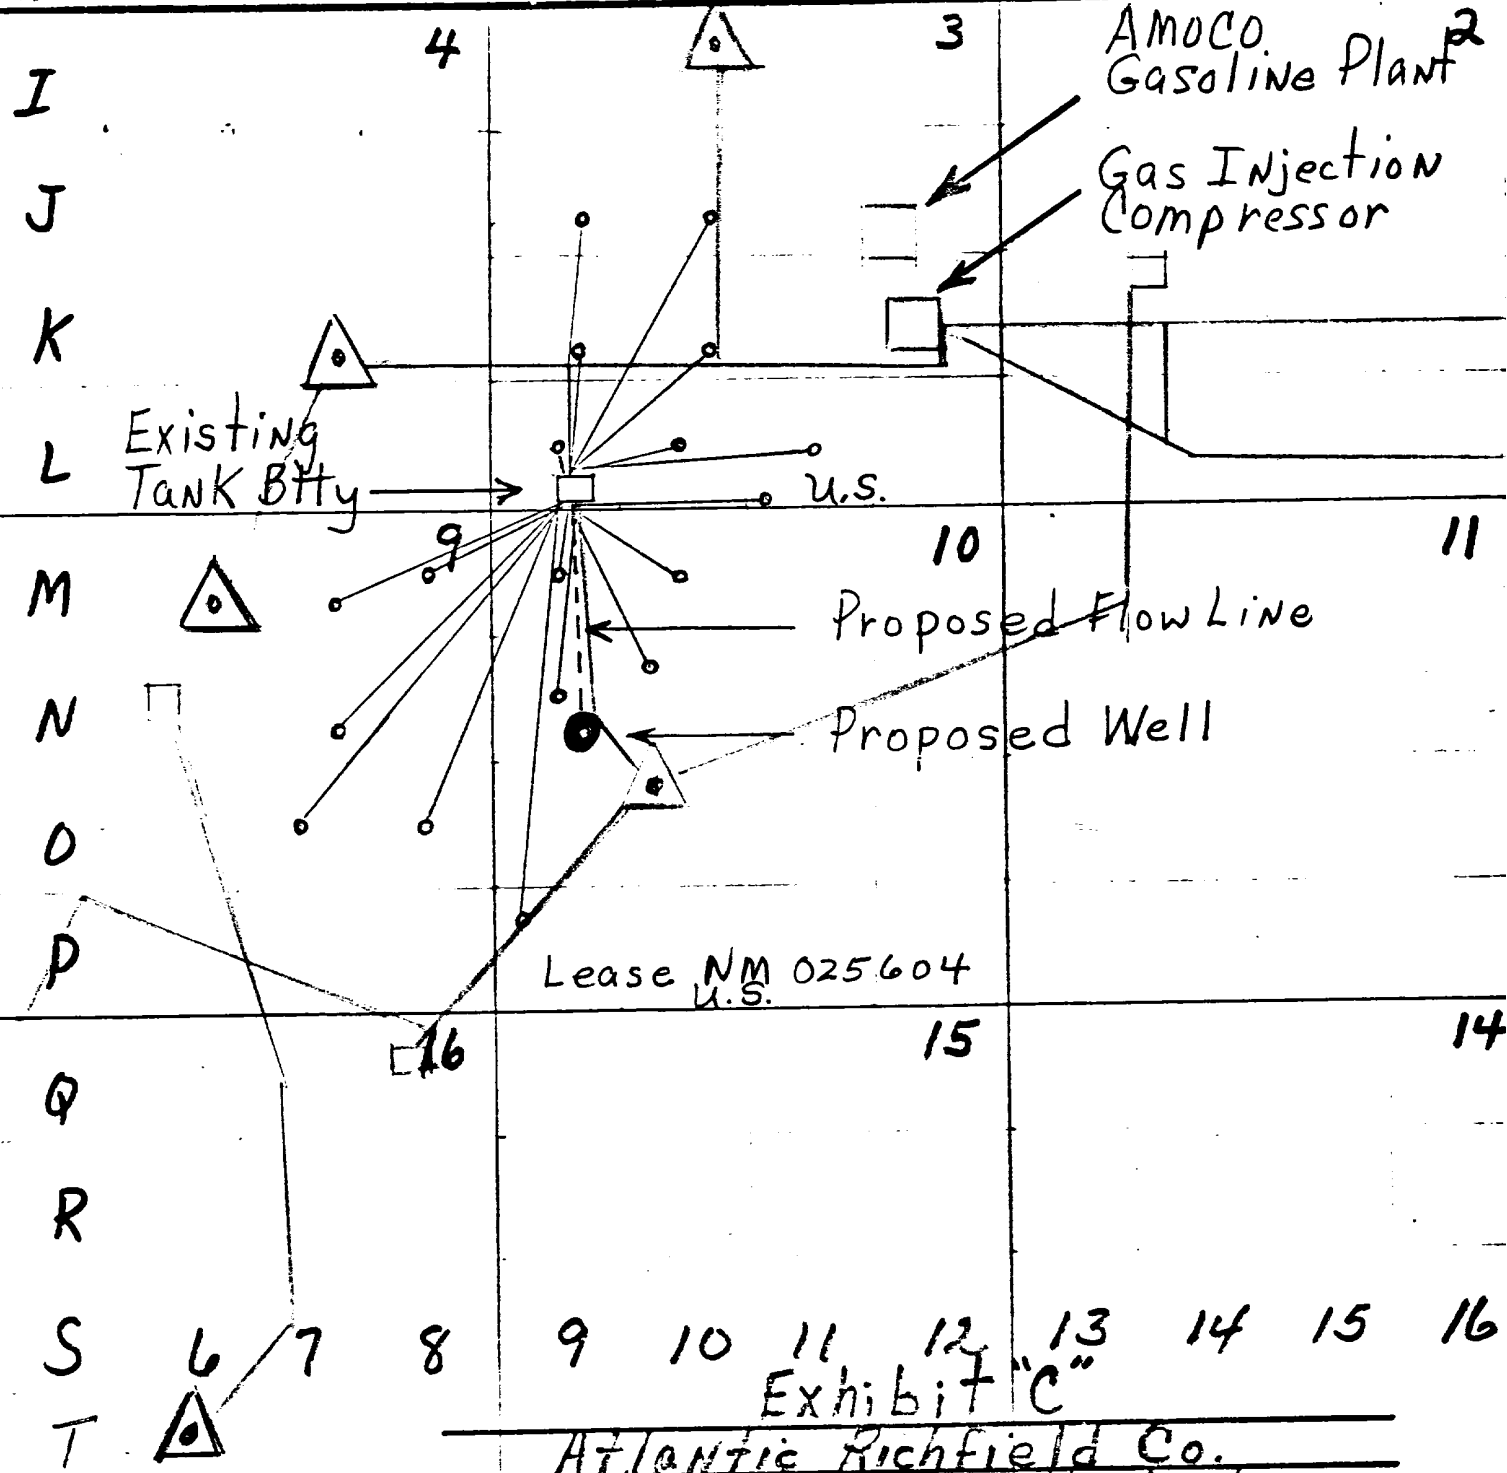 4 3 2
AMOCO
Gasoline Plant
I
Gas INjectioN
Compressor
J
K
Existing
TaNK Btty
L
U.S.
9 10 11
M
Proposed FlowLiNe
N
Proposed Well
O
P
Lease NM 025604
U.S.
16 15 14
Q
R
S 6 7 8 9 10 11 12 13 14 15 16
Exhibit "C"
T
AtlaNtic Richfield Co.